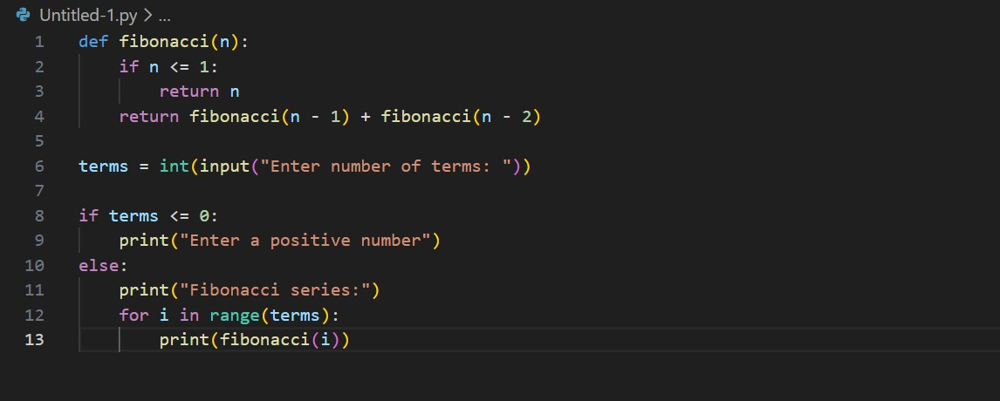 Untitled-1.py > ...
1 def fibonacci(n):
2     if n <= 1:
3         return n
4     return fibonacci(n - 1) + fibonacci(n - 2)
5
6 terms = int(input("Enter number of terms: "))
7
8 if terms <= 0:
9     print("Enter a positive number")
10 else:
11     print("Fibonacci series:")
12     for i in range(terms):
13         print(fibonacci(i))